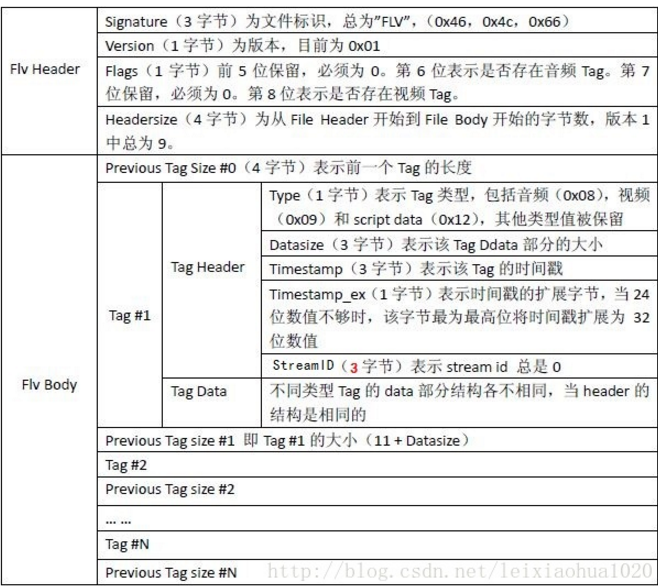 Flv Header
Signature（3 字节）为文件标识，总为”FLV”,（0x46，0x4c，0x66）
Version（1 字节）为版本，目前为 0x01
Flags（1 字节）前 5 位保留，必须为 0。第 6 位表示是否存在音频 Tag。第 7
位保留，必须为 0。第 8 位表示是否存在视频 Tag。
Headersize（4 字节）为从 File Header 开始到 File Body 开始的字节数，版本 1
中总为 9。
Flv Body
Previous Tag Size #0（4 字节）表示前一个 Tag 的长度
Tag #1
Tag Header
Type（1 字节）表示 Tag 类型，包括音频（0x08），视频
（0x09）和 script data（0x12），其他类型值被保留
Datasize（3 字节）表示该 Tag Ddata 部分的大小
Timestamp（3 字节）表示该 Tag 的时间戳
Timestamp_ex（1 字节）表示时间戳的扩展字节，当 24
位数值不够时，该字节最为最高位将时间戳扩展为 32
位数值
StreamID（3 字节）表示 stream id 总是 0
Tag Data
不同类型 Tag 的 data 部分结构各不相同，当 header 的
结构是相同的
Previous Tag size #1 即 Tag #1 的大小（11 + Datasize）
Tag #2
Previous Tag size #2
... ...
Tag #N
Previous Tag size #N
http://blog.csdn.net/leixiaohua1020